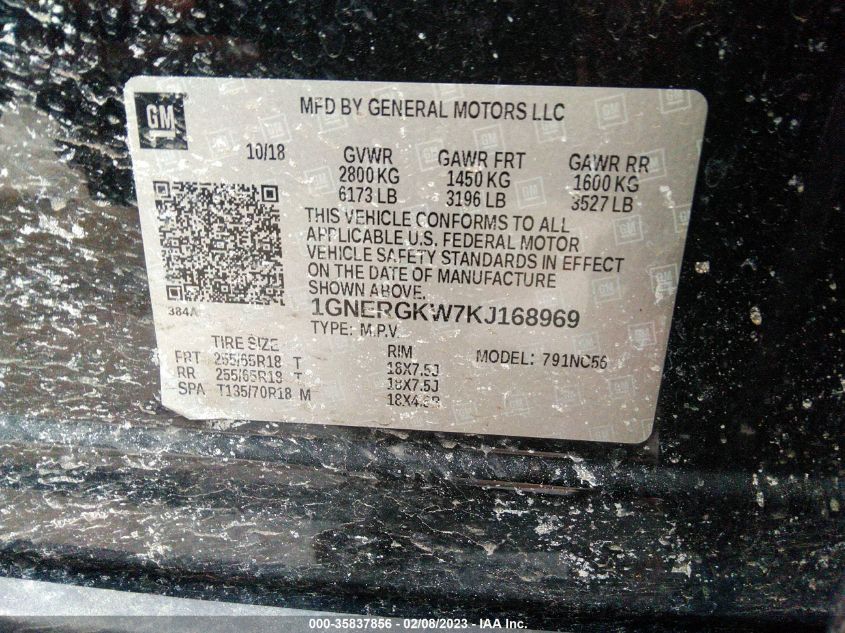 GM
MFD BY GENERAL MOTORS LLC
10/18 GVWR GAWR FRT GAWR RR
2800 KG 1450 KG 1600 KG
6173 LB 3196 LB 3527 LB
THIS VEHICLE CONFORMS TO ALL
APPLICABLE U.S. FEDERAL MOTOR
VEHICLE SAFETY STANDARDS IN EFFECT
ON THE DATE OF MANUFACTURE
SHOWN ABOVE.
384A
1GNERGKW7KJ168969
TYPE: M.P.V
TIRE SIZE RIM MODEL: 791NC56
FRT 255/65R18 T 18X7.5J
RR 255/65R18 T 18X7.5J
SPA T135/70R18 M 18X4.5B
000-35837856 - 02/08/2023 - IAA Inc.